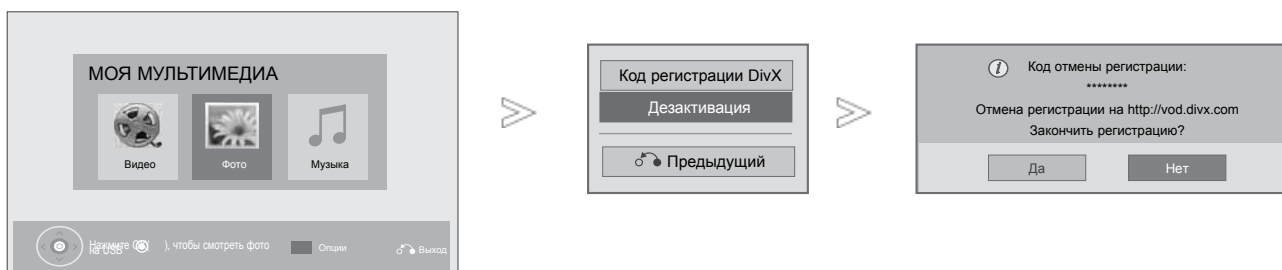 МОЯ МУЛЬТИМЕДИА
Видео
Фото
Музыка
), чтобы смотреть фото
на USB
Опции
Выход
Код регистрации DivX
Дезактивация
Предыдущий
Код отмены регистрации:
********
Отмена регистрации на http://vod.divx.com
Закончить регистрацию?
Да
Нет